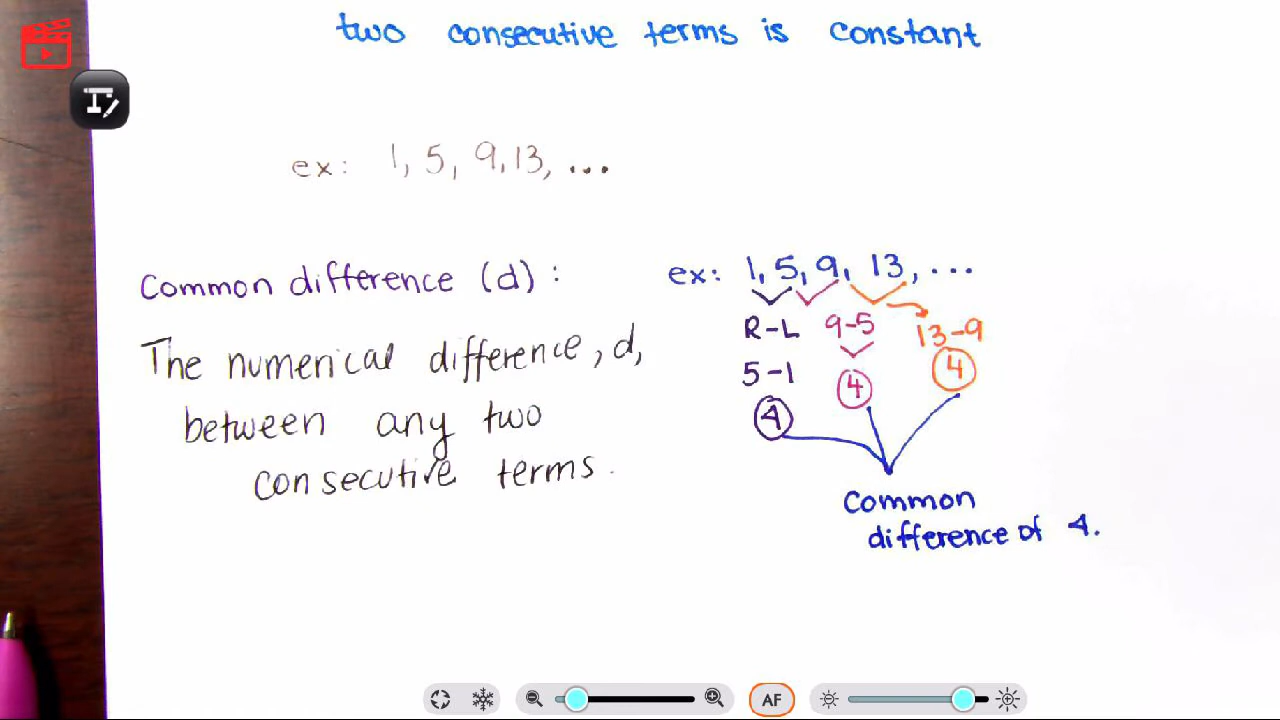 two consecutive terms is constant
ex: 1, 5, 9, 13, ...
Common difference (d) :
The numerical difference, d,
between any two
consecutive terms.
ex: 1, 5, 9, 13, ...
R-L 9-5 13-9
5-1 4 4
4
Common
difference of 4.
AF